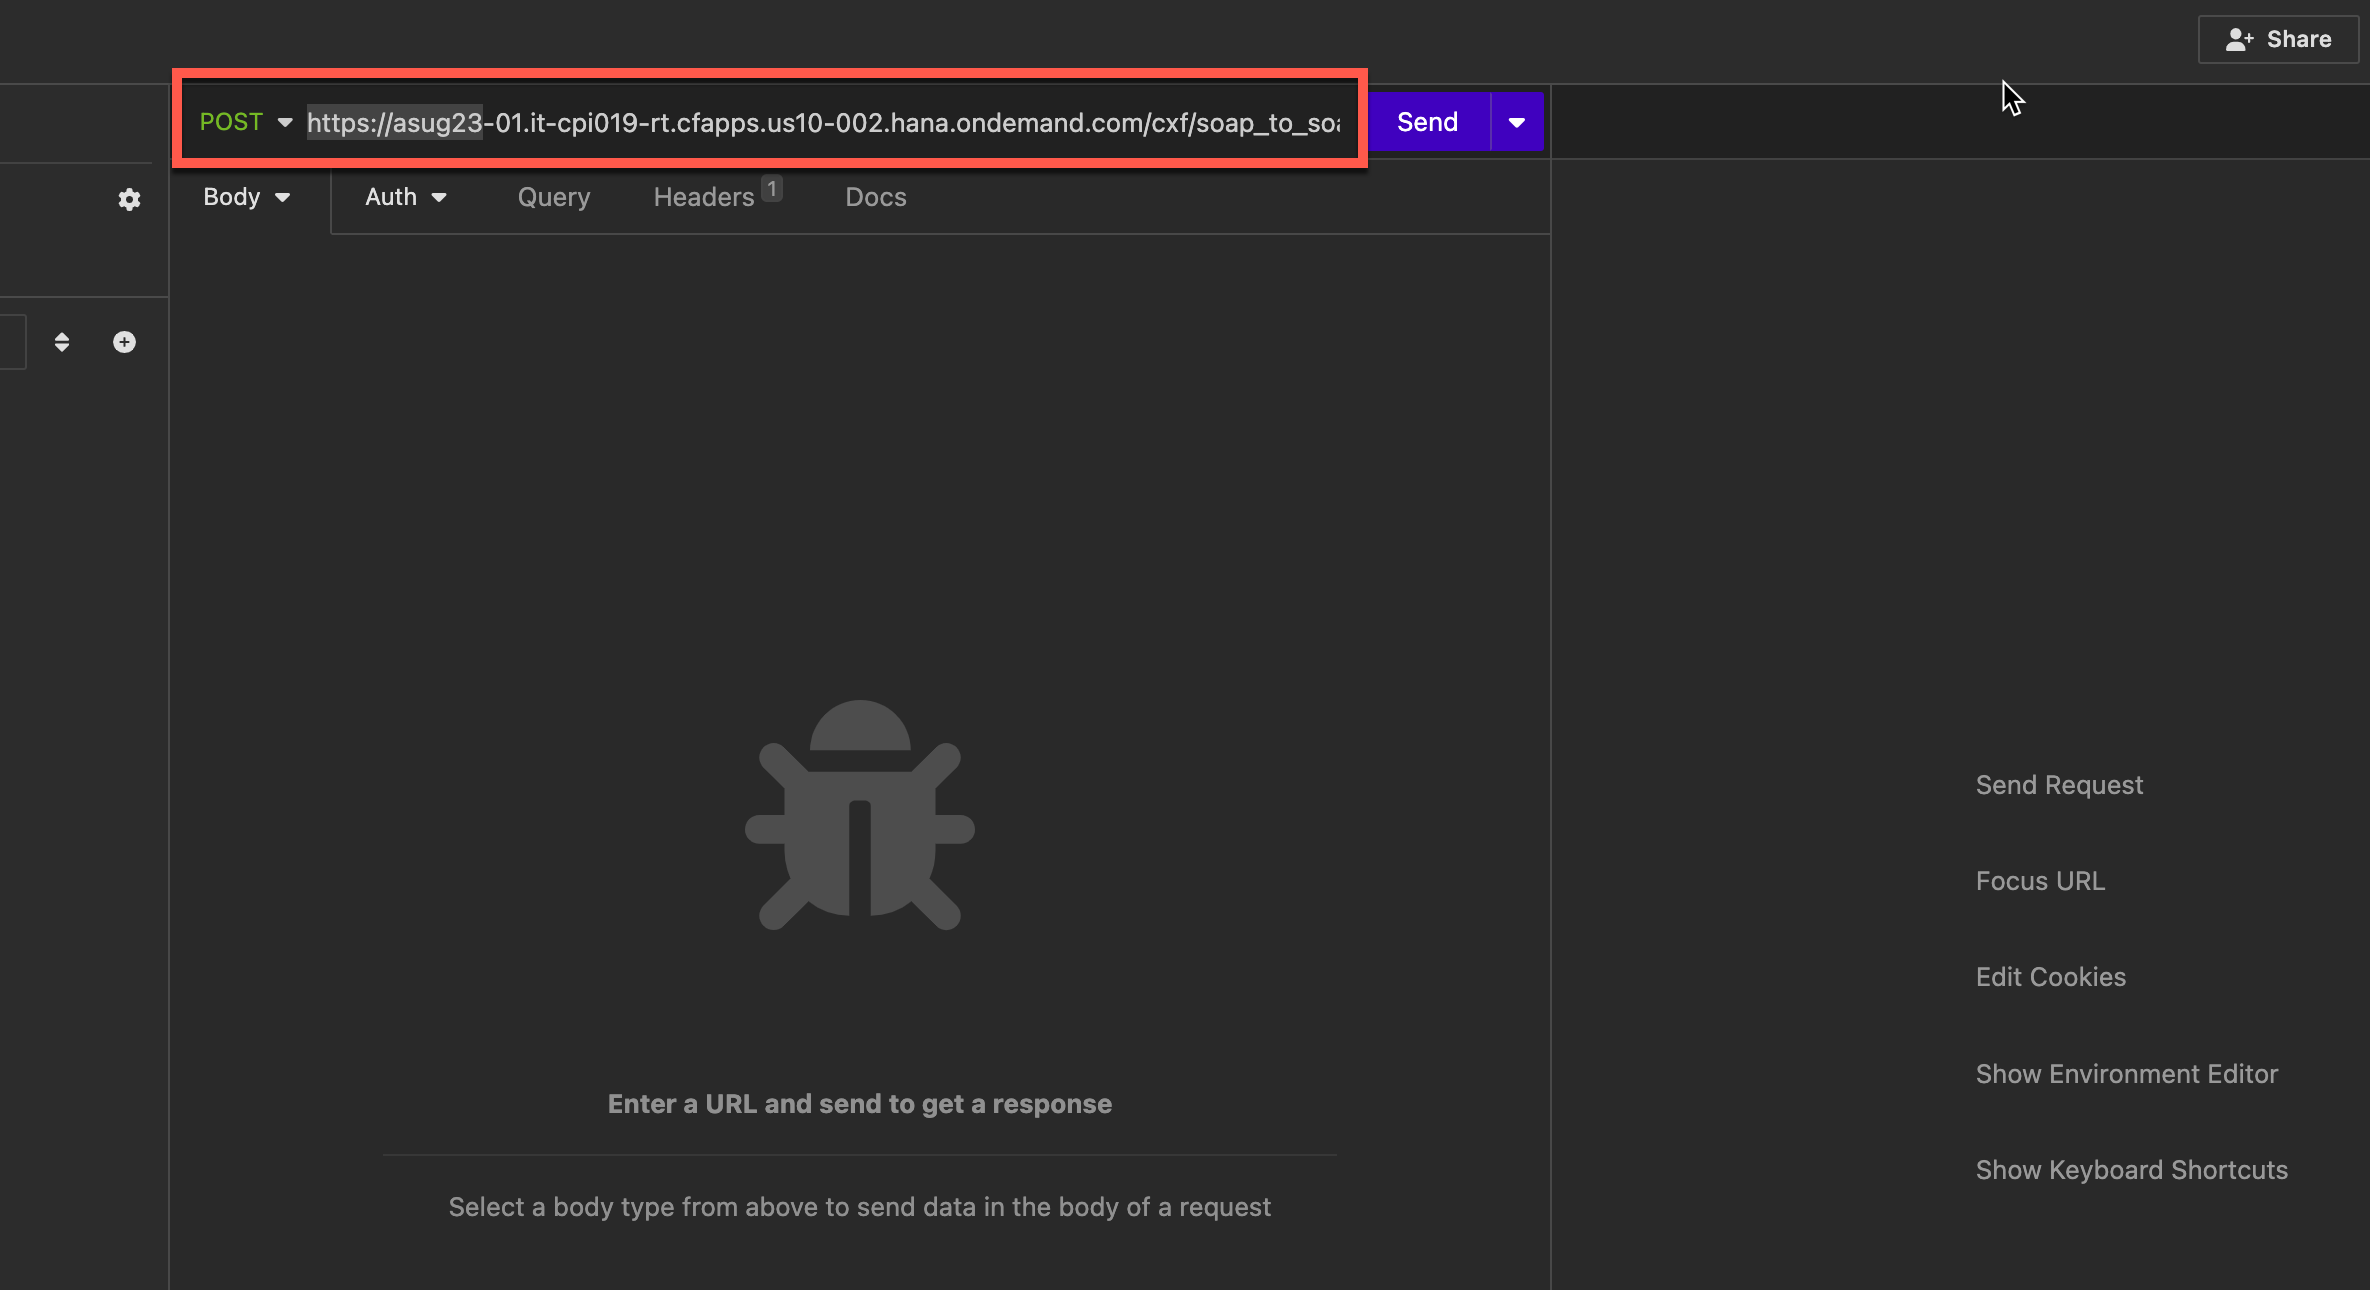 Share
POST https://asug23-01.it-cpi019-rt.cfapps.us10-002.hana.ondemand.com/cxf/soap_to_soa Send
Body Auth Query Headers 1 Docs
Send Request
Focus URL
Edit Cookies
Show Environment Editor
Enter a URL and send to get a response
Show Keyboard Shortcuts
Select a body type from above to send data in the body of a request